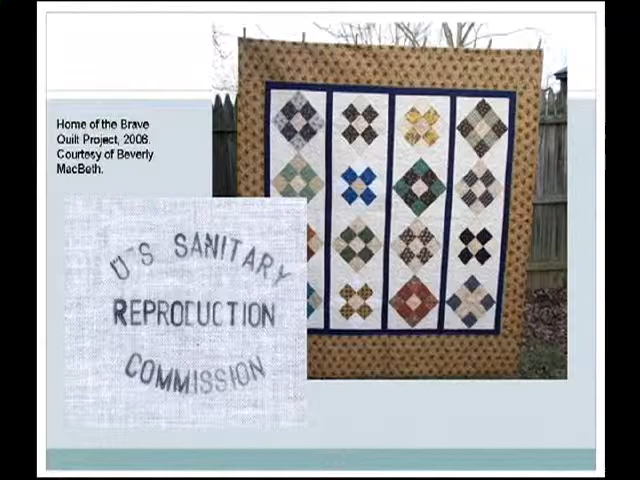 Home of the Brave
Quilt Project, 2008.
Courtesy of Beverly
MacBeth.
U S SANITARY
REPRODUCTION
COMMISSION